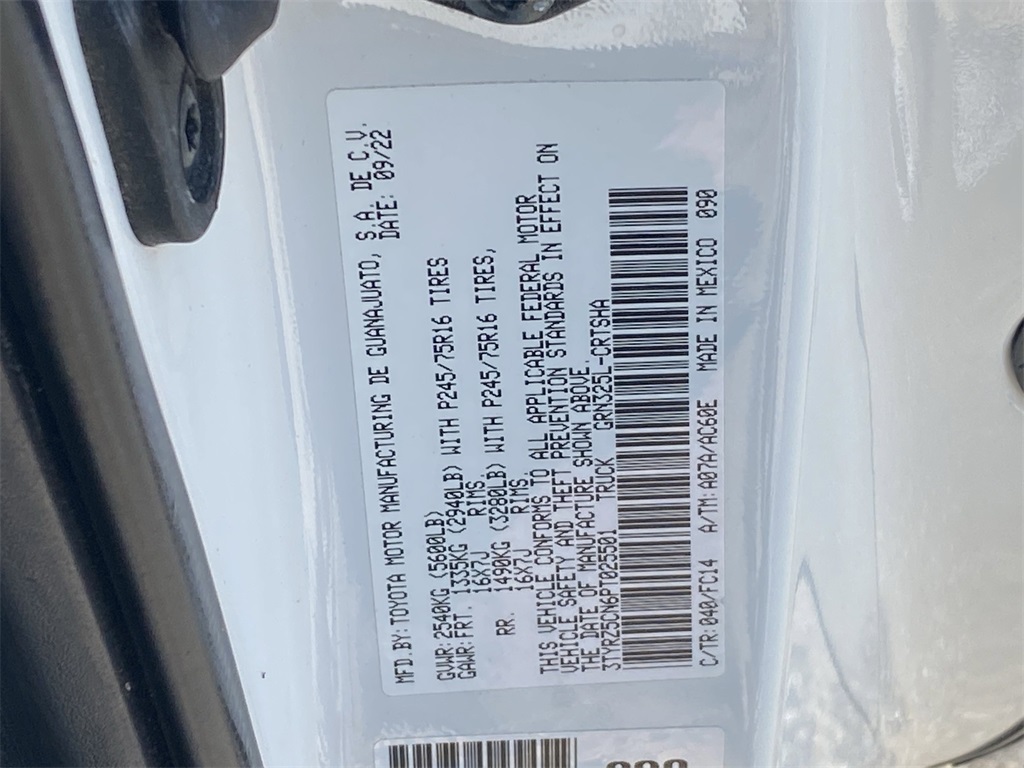 MFD.BY:TOYOTA MOTOR MANUFACTURING DE GUANAJUATO, S.A. DE C.V.
DATE: 09/22
GVWR:2540KG (5600LB)
GAWR:FRT. 1335KG (2940LB) WITH P245/75R16 TIRES
16X7J RIMS.
RR. 1490KG (3280LB) WITH P245/75R16 TIRES,
16X7J RIMS.
THIS VEHICLE CONFORMS TO ALL APPLICABLE FEDERAL MOTOR
VEHICLE SAFETY AND THEFT PREVENTION STANDARDS IN EFFECT ON
THE DATE OF MANUFACTURE SHOWN ABOVE.
3TYRZ5CN6PT025501 TRUCK GRN325L-CRTSHA
C/TR:040/FC14 A/TM:A07A/AC60E MADE IN MEXICO 090